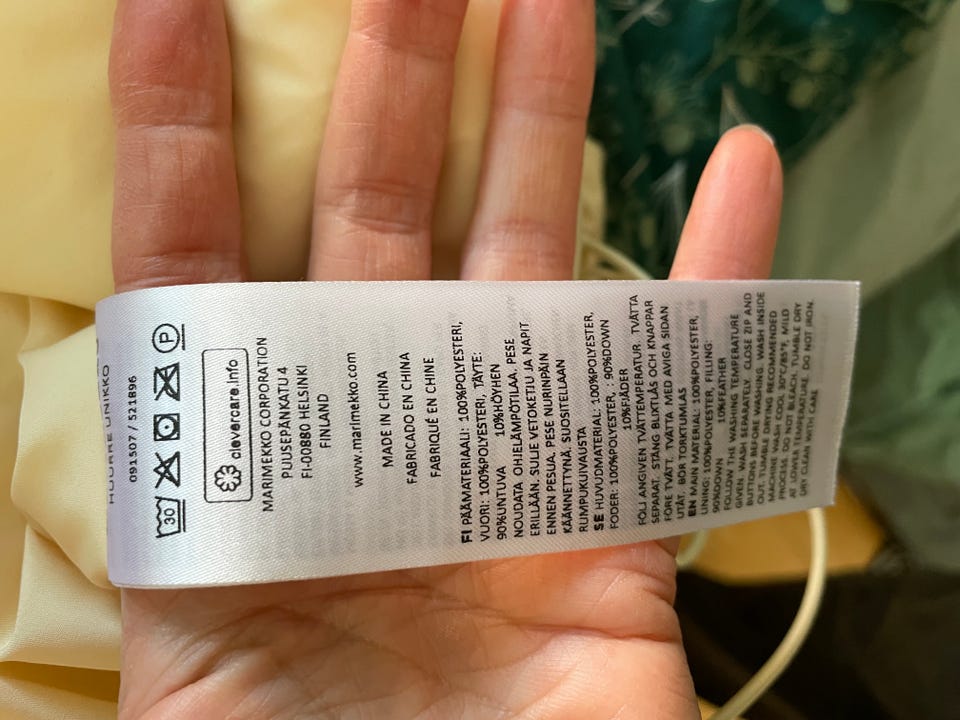 UNIKKO
091507 / 521896
30
P
clevercare.info
MARIMEKKO CORPORATION
PUUSEPÄNKATU 4
FI-00880 HELSINKI
FINLAND
www.marimekko.com
MADE IN CHINA
FABRICADO EN CHINA
FABRIQUÉ EN CHINE
FI PÄÄMATERIAALI: 100%POLYESTERI,
VUORI: 100%POLYESTERI, TÄYTE:
90%UNTUVA 10%HÖYHEN
NOUDATA OHJELÄMPÖTILAA. PESE
ERILLÄÄN. SULJE VETOKETJU JA NAPIT
ENNEN PESUA. PESE NURINPÄIN
KÄÄNNETTYNÄ. SUOSITELLAAN
RUMPUKUIVAUSTA
SE HUVUDMATERIAL: 100%POLYESTER,
FODER: 100%POLYESTER, : 90%DOWN
10%FJÄDER
FÖLJ ANGIVEN TVÄTTEMPERATUR. TVÄTTA
SEPARAT. STÄNG BLIXTLÅS OCH KNAPPAR
FÖRE TVÄTT. TVÄTTA MED AVIGA SIDAN
UTÅT. BÖR TORKTUMLAS
EN MAIN MATERIAL: 100%POLYESTER,
LINING: 100%POLYESTER, FILLING:
90%DOWN 10%FEATHER
FOLLOW THE WASHING TEMPERATURE
GIVEN. WASH SEPARATELY. CLOSE ZIP AND
BUTTONS BEFORE WASHING. WASH INSIDE
OUT. TUMBLE DRYING RECOMMENDED
MACHINE WASH COOL 30°C/85°F. MILD
PROCESS. DO NOT BLEACH. TUMBLE DRY
AT LOWER TEMPERATURE. DO NOT IRON.
DRY CLEAN WITH CARE